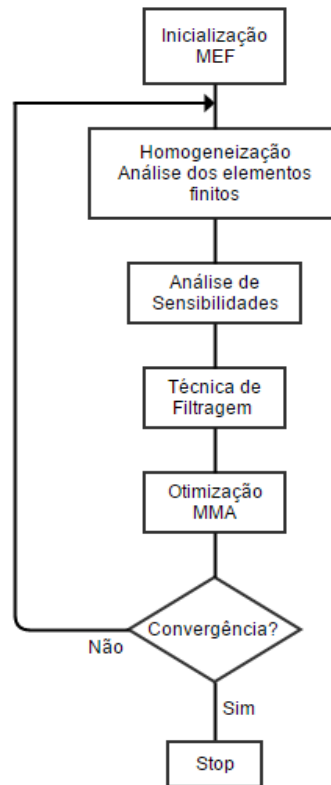 Inicialização
MEF
Homogeneização
Análise dos elementos
finitos
Análise de
Sensibilidades
Técnica de
Filtragem
Otimização
MMA
Convergência?
Não
Sim
Stop